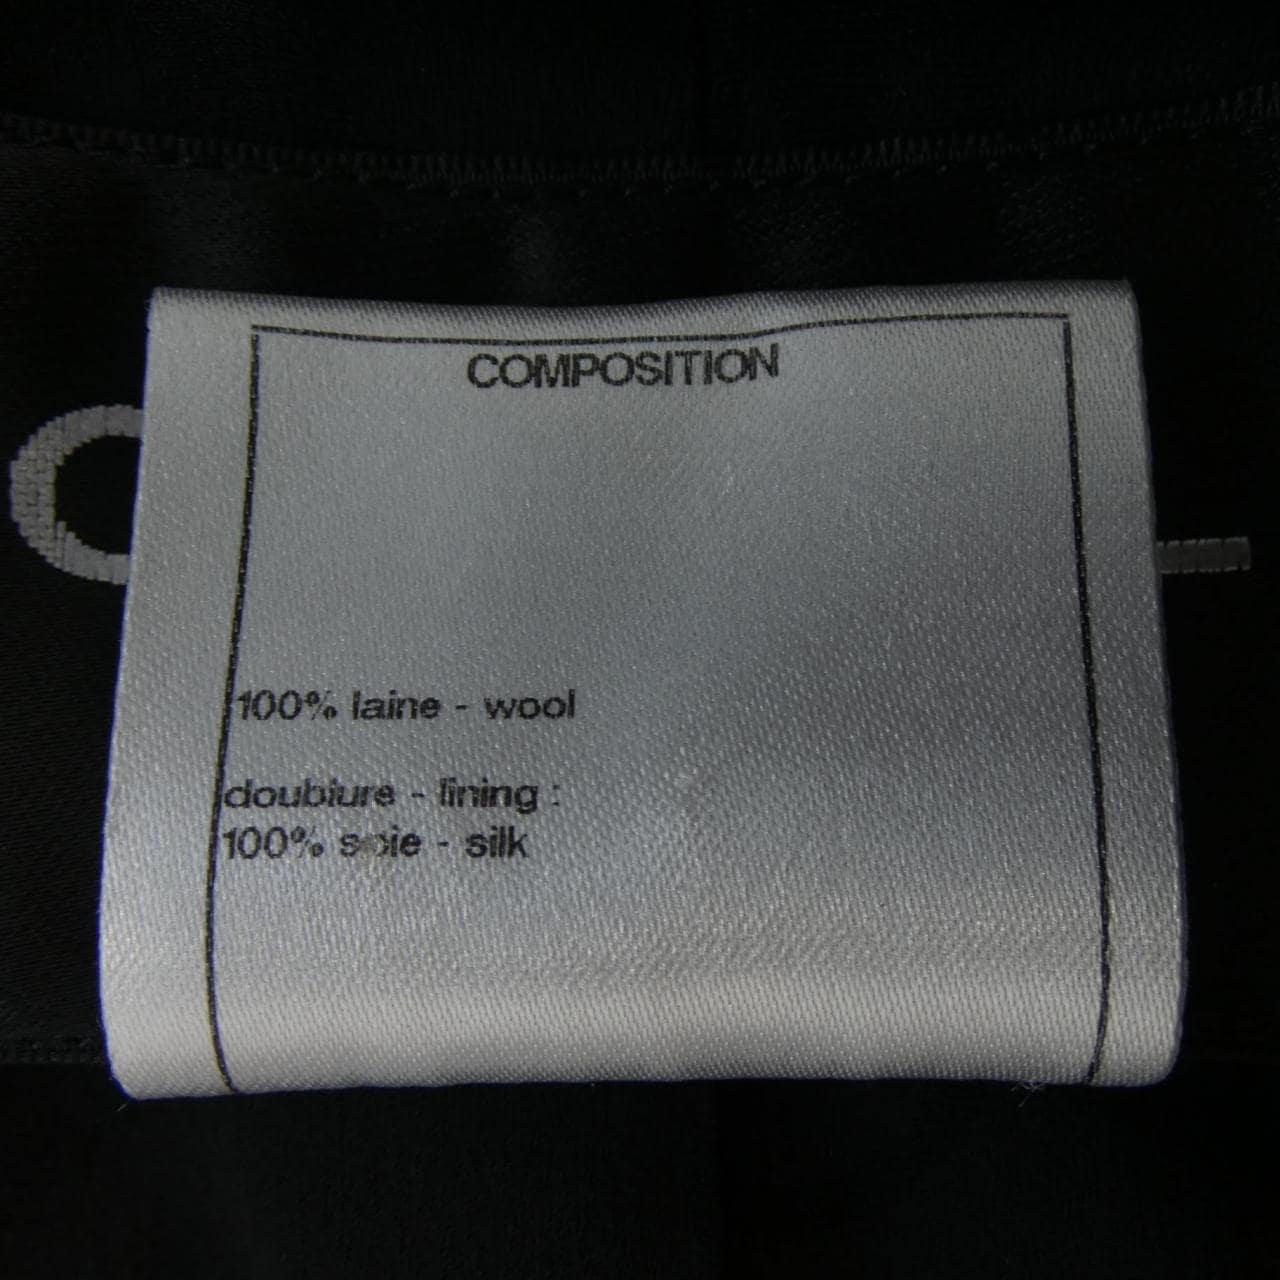 COMPOSITION
100% laine - wool
doublure - lining :
100% soie - silk